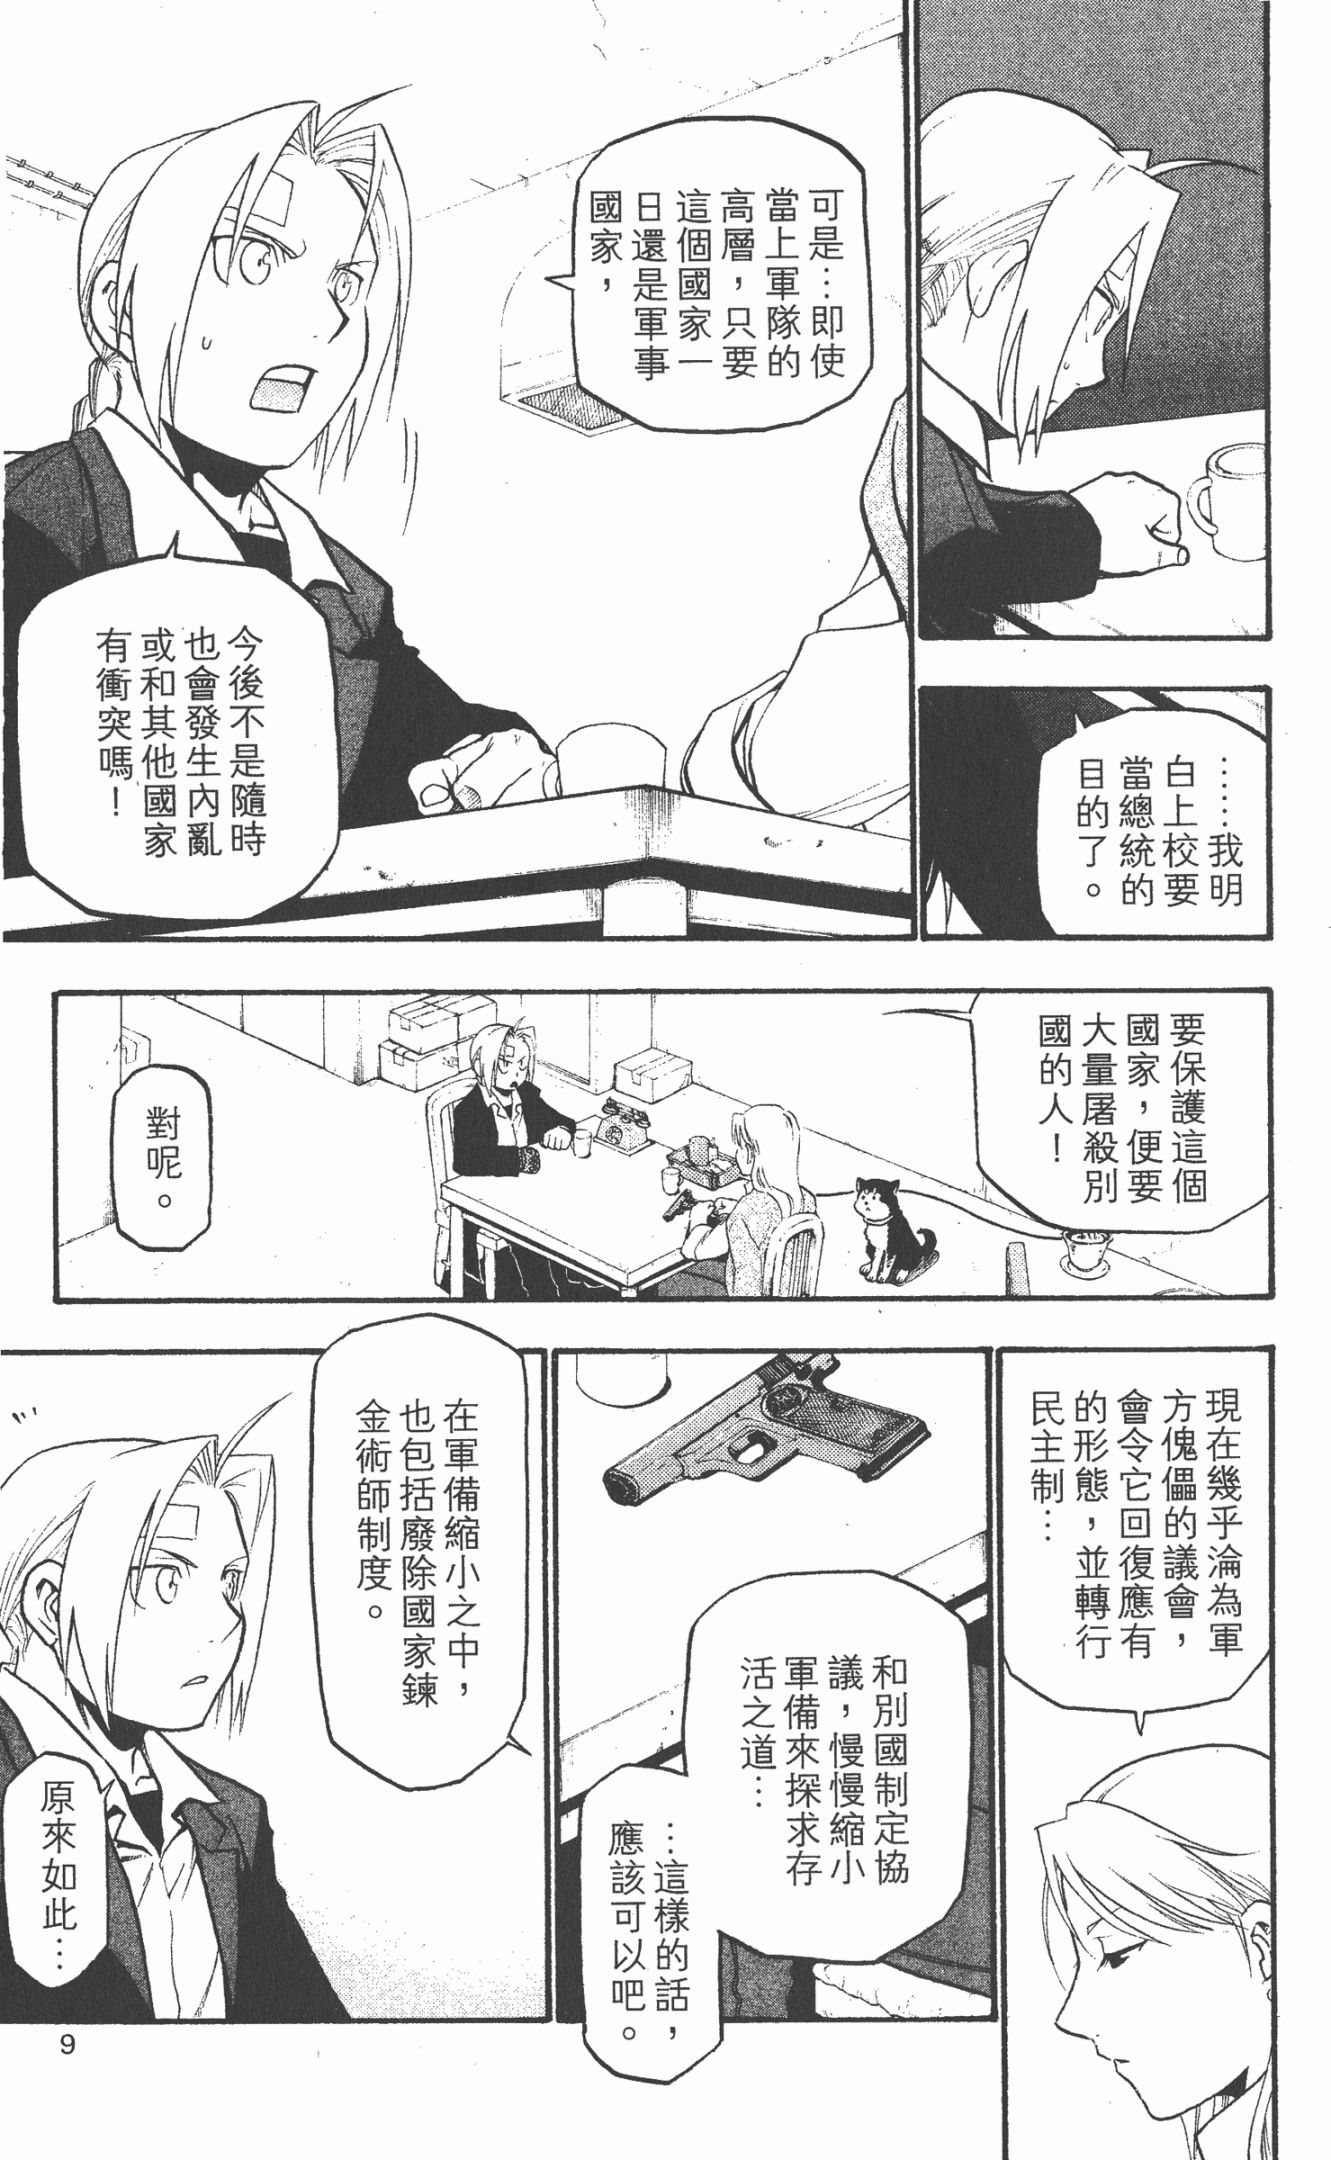 ……我明
白上校要
當總統的
目的了。
可是…即使
當上軍隊的
高層，只要
這個國家一
日還是軍事
國家，
今後不是隨時
也會發生內亂
或和其他國家
有衝突嗎！
要保護這個
國家，便要
大量屠殺別
國的人！
對呢。
現在幾乎淪為軍
方傀儡的議會，
會令它回復應有
的形態，並轉行
民主制…
和別國制定協
議，慢慢縮小
軍備來探求存
活之道…
…這樣的話，
應該可以吧。
在軍備縮小之中，
也包括廢除國家鍊
金術師制度。
原來如此…
9